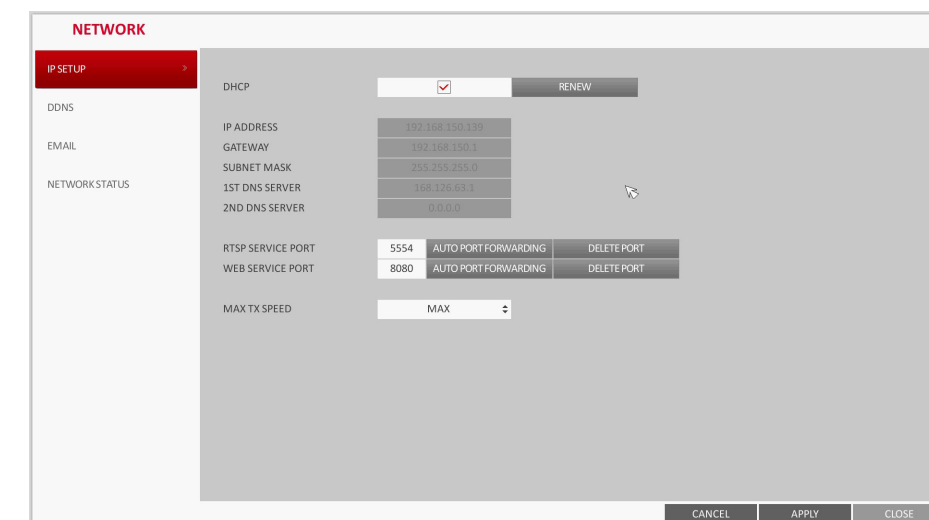 NETWORK
IP SETUP >
DDNS
EMAIL
NETWORK STATUS
DHCP RENEW
IP ADDRESS 192.168.150.139
GATEWAY 192.168.150.1
SUBNET MASK 255.255.255.0
1ST DNS SERVER 168.126.63.1
2ND DNS SERVER 0.0.0.0
RTSP SERVICE PORT 5554 AUTO PORT FORWARDING DELETE PORT
WEB SERVICE PORT 8080 AUTO PORT FORWARDING DELETE PORT
MAX TX SPEED MAX
CANCEL APPLY CLOSE